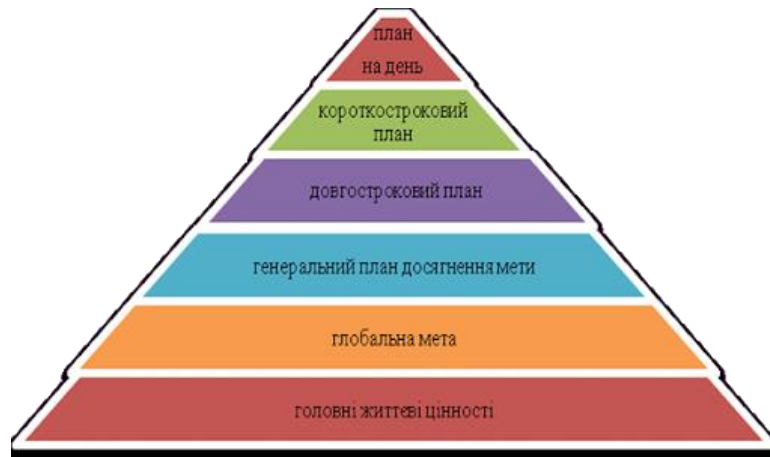 план
на день
короткостроковий
план
довгостроковий план
генеральний план досягнення мети
глобальна мета
головні життєві цінності